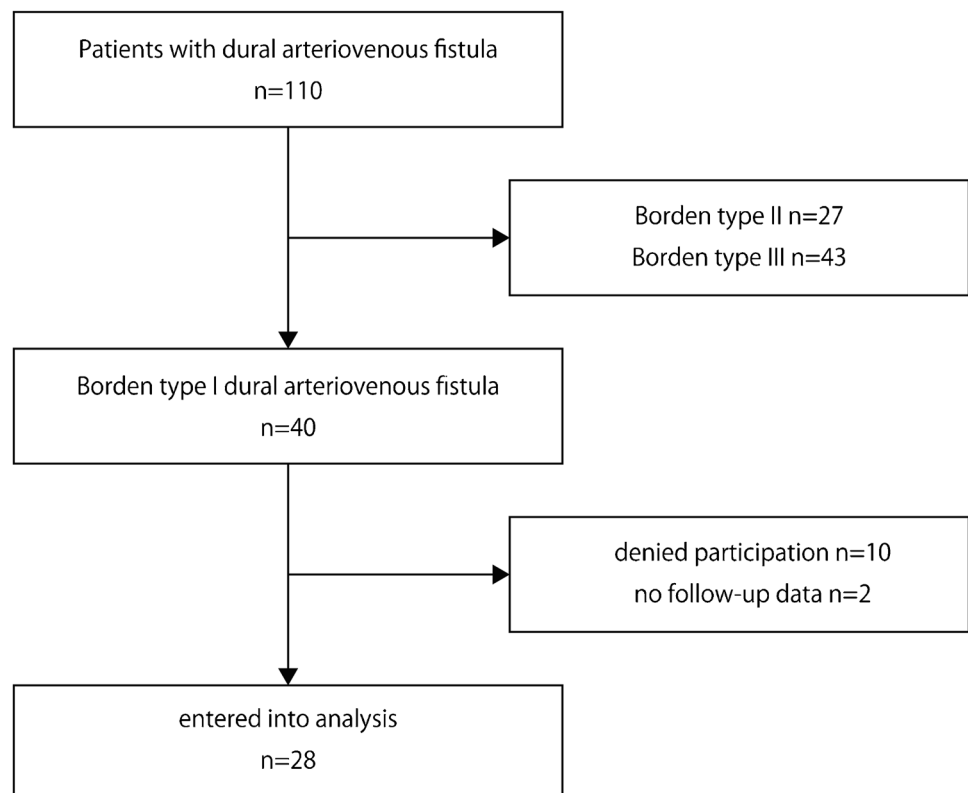 Patients with dural arteriovenous fistula
n=110
Borden type II n=27
Borden type III n=43
Borden type I dural arteriovenous fistula
n=40
denied participation n=10
no follow-up data n=2
entered into analysis
n=28